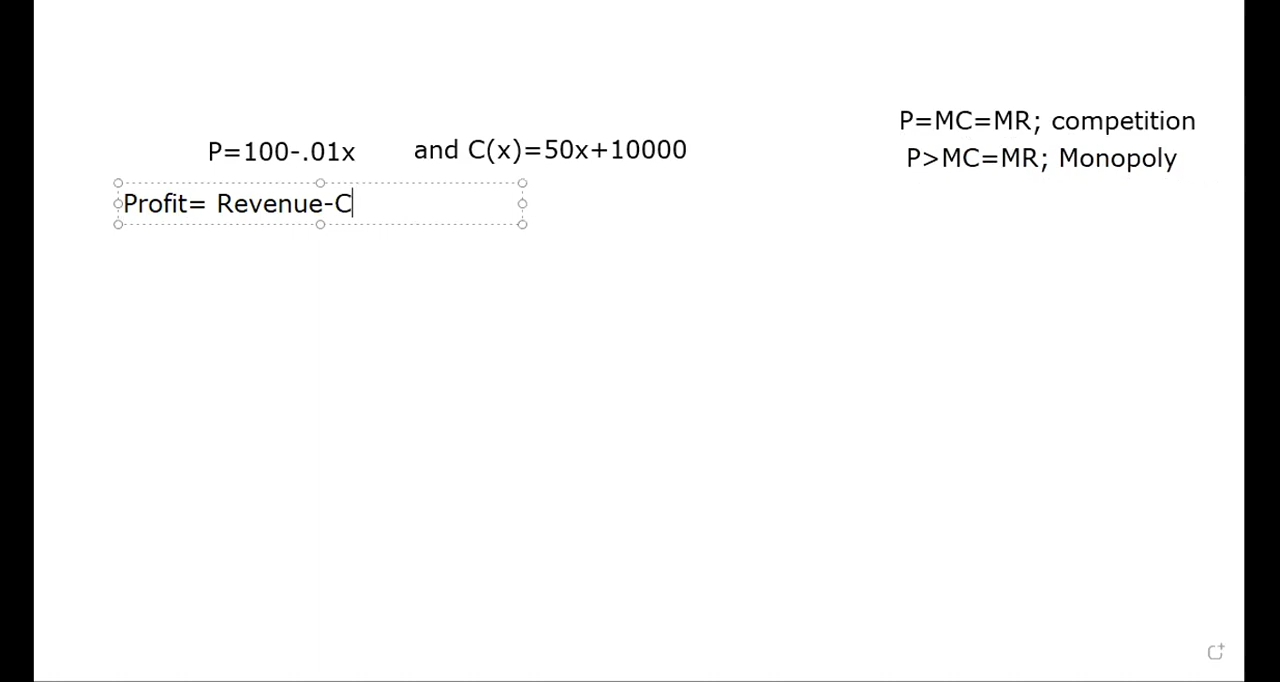 P=MC=MR; competition
P=100-.01x and C(x)=50x+10000
P>MC=MR; Monopoly
Profit= Revenue-C